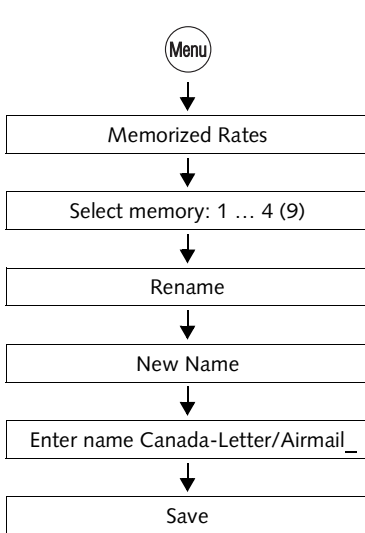 Menu
Memorized Rates
Select memory: 1 … 4 (9)
Rename
New Name
Enter name Canada-Letter/Airmail_
Save